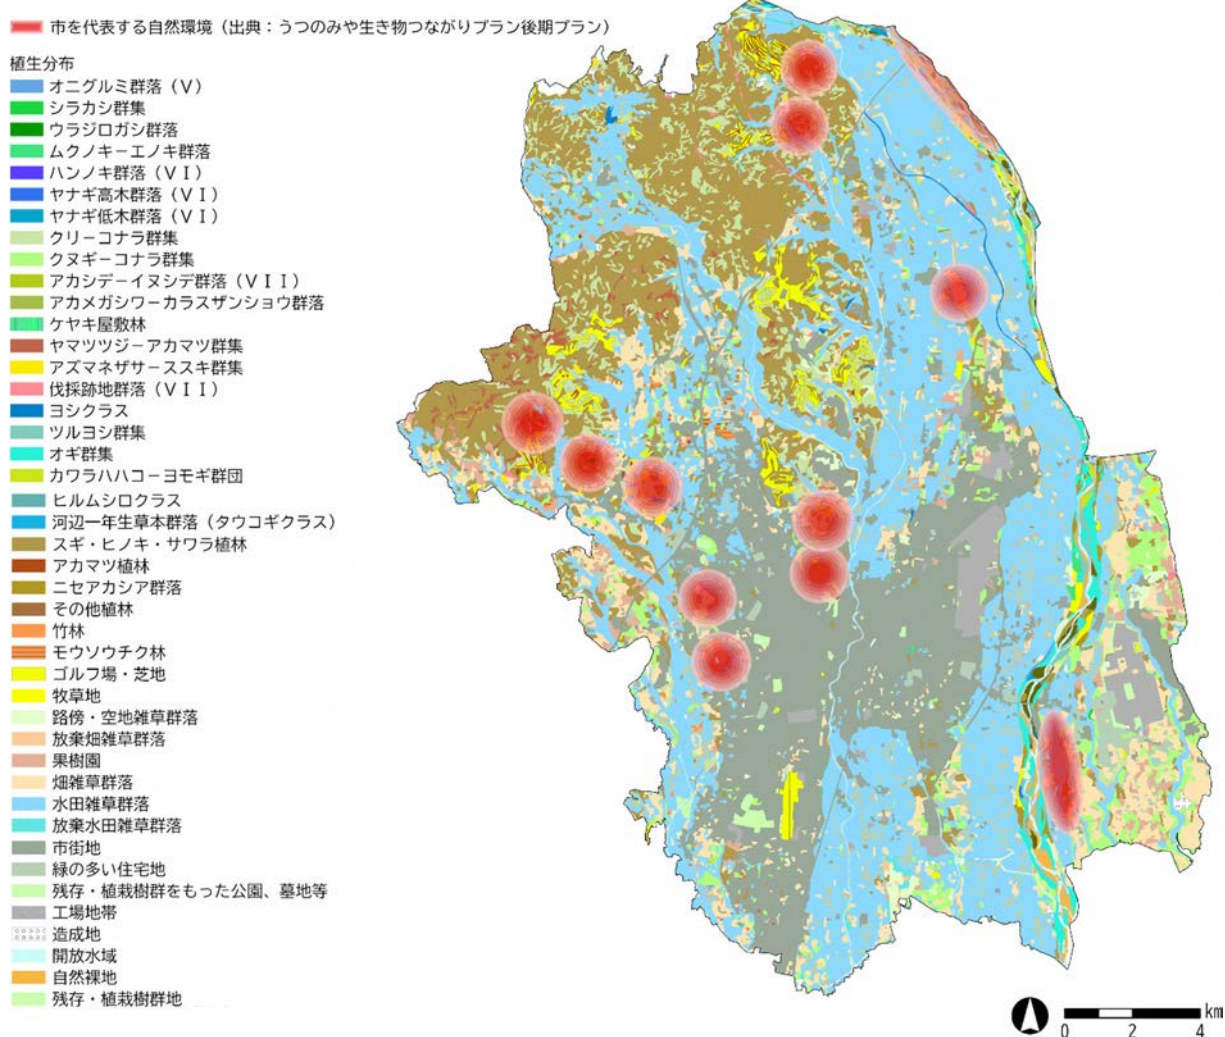 市を代表する自然環境（出典：うつのみや生き物つながりプラン後期プラン）
植生分布
オニグルミ群落（Ⅴ）
シラカシ群集
ウラジロガシ群落
ムクノキーエノキ群落
ハンノキ群落（ＶＩ）
ヤナギ高木群落（ＶＩ）
ヤナギ低木群落（ＶＩ）
クリーコナラ群集
クヌギーコナラ群集
アカシデーイヌシデ群落（ＶＩＩ）
アカメガシワーカラスザンショウ群落
ケヤキ屋敷林
ヤマツツジ－アカマツ群集
アズマネザサーススキ群集
伐採跡地群落（ＶＩＩ）
ヨシクラス
ツルヨシ群集
オギ群集
カワラハハコーヨモギ群団
ヒルムシロクラス
河辺一年生草本群落（タウコギクラス）
スギ・ヒノキ・サワラ植林
アカマツ植林
ニセアカシア群落
その他植林
竹林
モウソウチク林
ゴルフ場・芝地
牧草地
路傍・空地雑草群落
放棄畑雑草群落
果樹園
畑雑草群落
水田雑草群落
放棄水田雑草群落
市街地
緑の多い住宅地
残存・植栽樹群をもった公園、墓地等
工場地帯
造成地
開放水域
自然裸地
残存・植栽樹群地
km
0 2 4